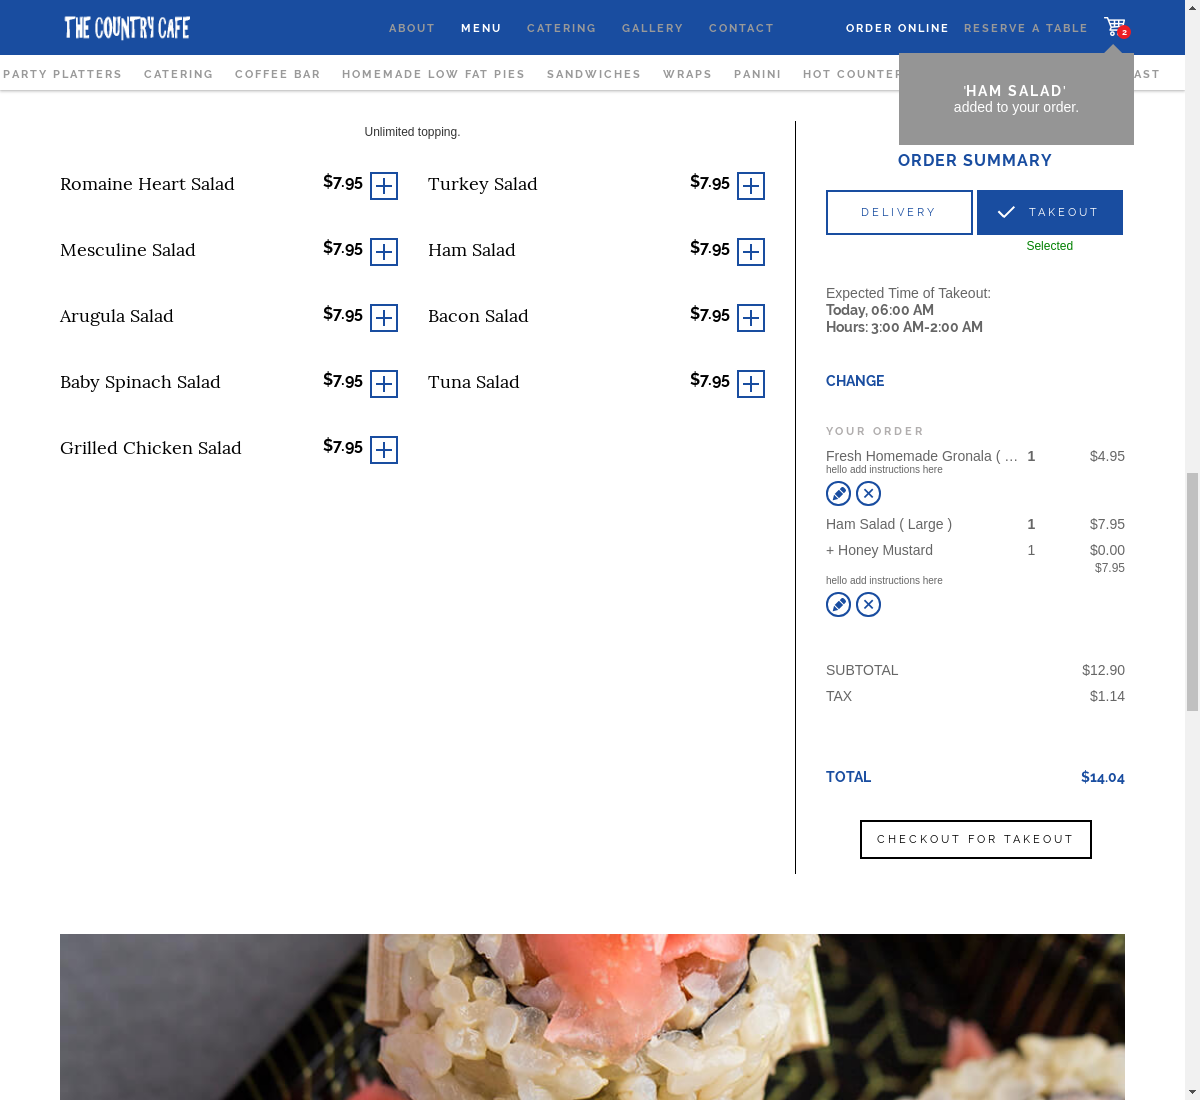 THE COUNTRY CAFE
ABOUT MENU CATERING GALLERY CONTACT ORDER ONLINE RESERVE A TABLE 2
PARTY PLATTERS CATERING COFFEE BAR HOMEMADE LOW FAT PIES SANDWICHES WRAPS PANINI HOT COUNTER
'HAM SALAD'
added to your order.
Unlimited topping.
Romaine Heart Salad $7.95
Turkey Salad $7.95
Mesculine Salad $7.95
Ham Salad $7.95
Arugula Salad $7.95
Bacon Salad $7.95
Baby Spinach Salad $7.95
Tuna Salad $7.95
Grilled Chicken Salad $7.95
ORDER SUMMARY
DELIVERY TAKEOUT
Selected
Expected Time of Takeout:
Today, 06:00 AM
Hours: 3:00 AM-2:00 AM
CHANGE
YOUR ORDER
Fresh Homemade Gronala ( ... 1 $4.95
hello add instructions here
Ham Salad ( Large ) 1 $7.95
+ Honey Mustard 1 $0.00
$7.95
hello add instructions here
SUBTOTAL $12.90
TAX $1.14
TOTAL $14.04
CHECKOUT FOR TAKEOUT